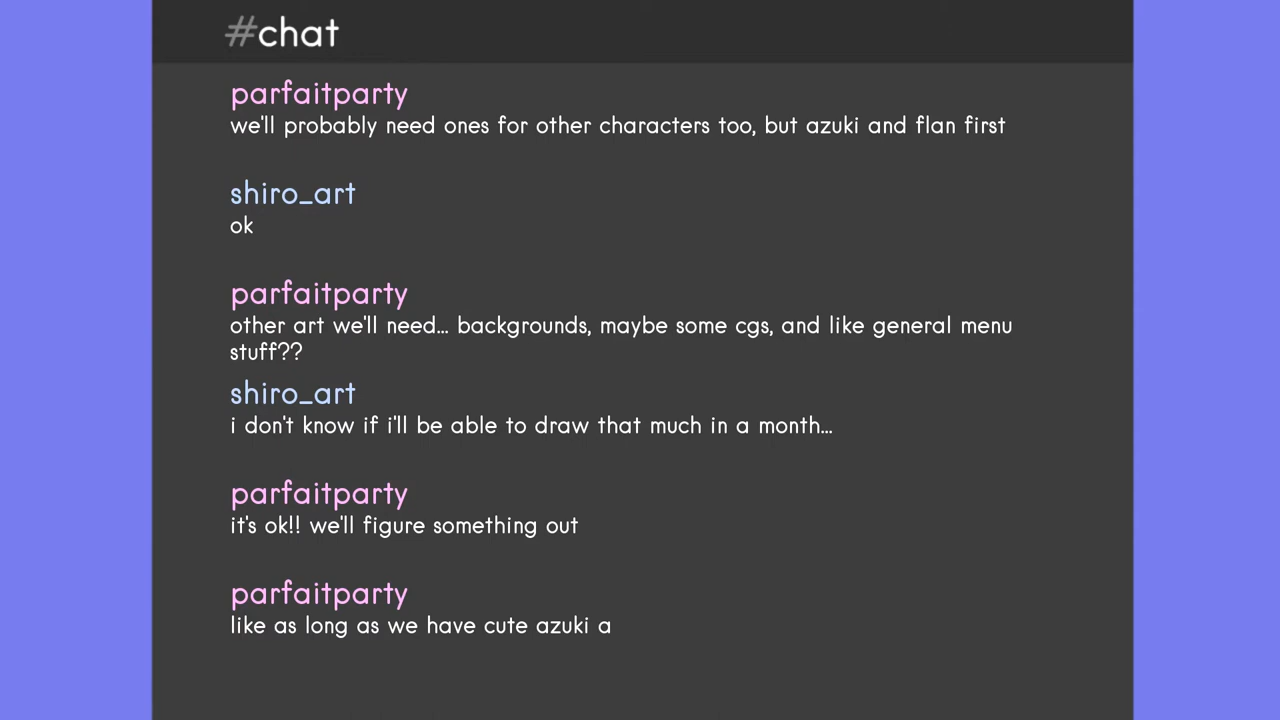 #chat
parfaitparty
we'll probably need ones for other characters too, but azuki and flan first
shiro_art
ok
parfaitparty
other art we'll need... backgrounds, maybe some cgs, and like general menu
stuff??
shiro_art
i don't know if i'll be able to draw that much in a month...
parfaitparty
it's ok!! we'll figure something out
parfaitparty
like as long as we have cute azuki a